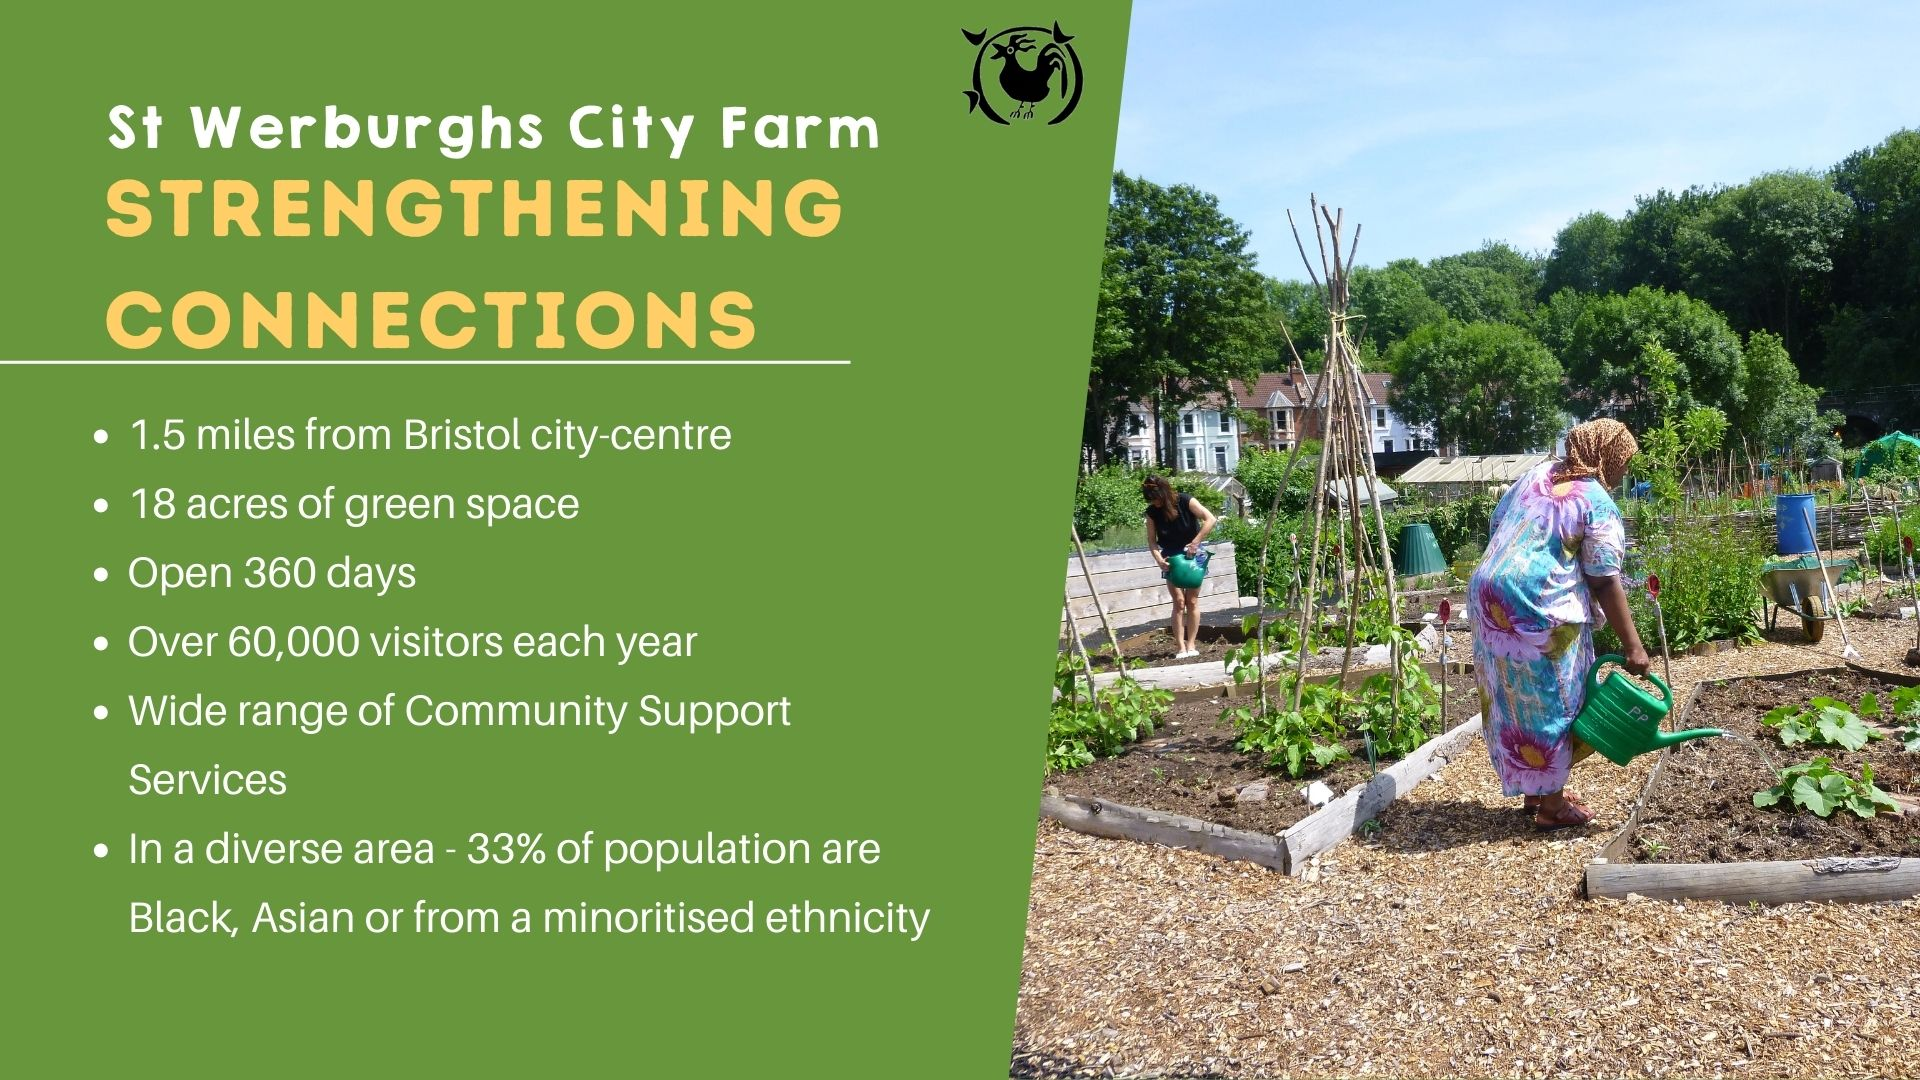 St Werburghs City Farm
STRENGTHENING
CONNECTIONS
1.5 miles from Bristol city-centre
18 acres of green space
Open 360 days
Over 60,000 visitors each year
Wide range of Community Support
Services
In a diverse area - 33% of population are
Black, Asian or from a minoritised ethnicity
PP